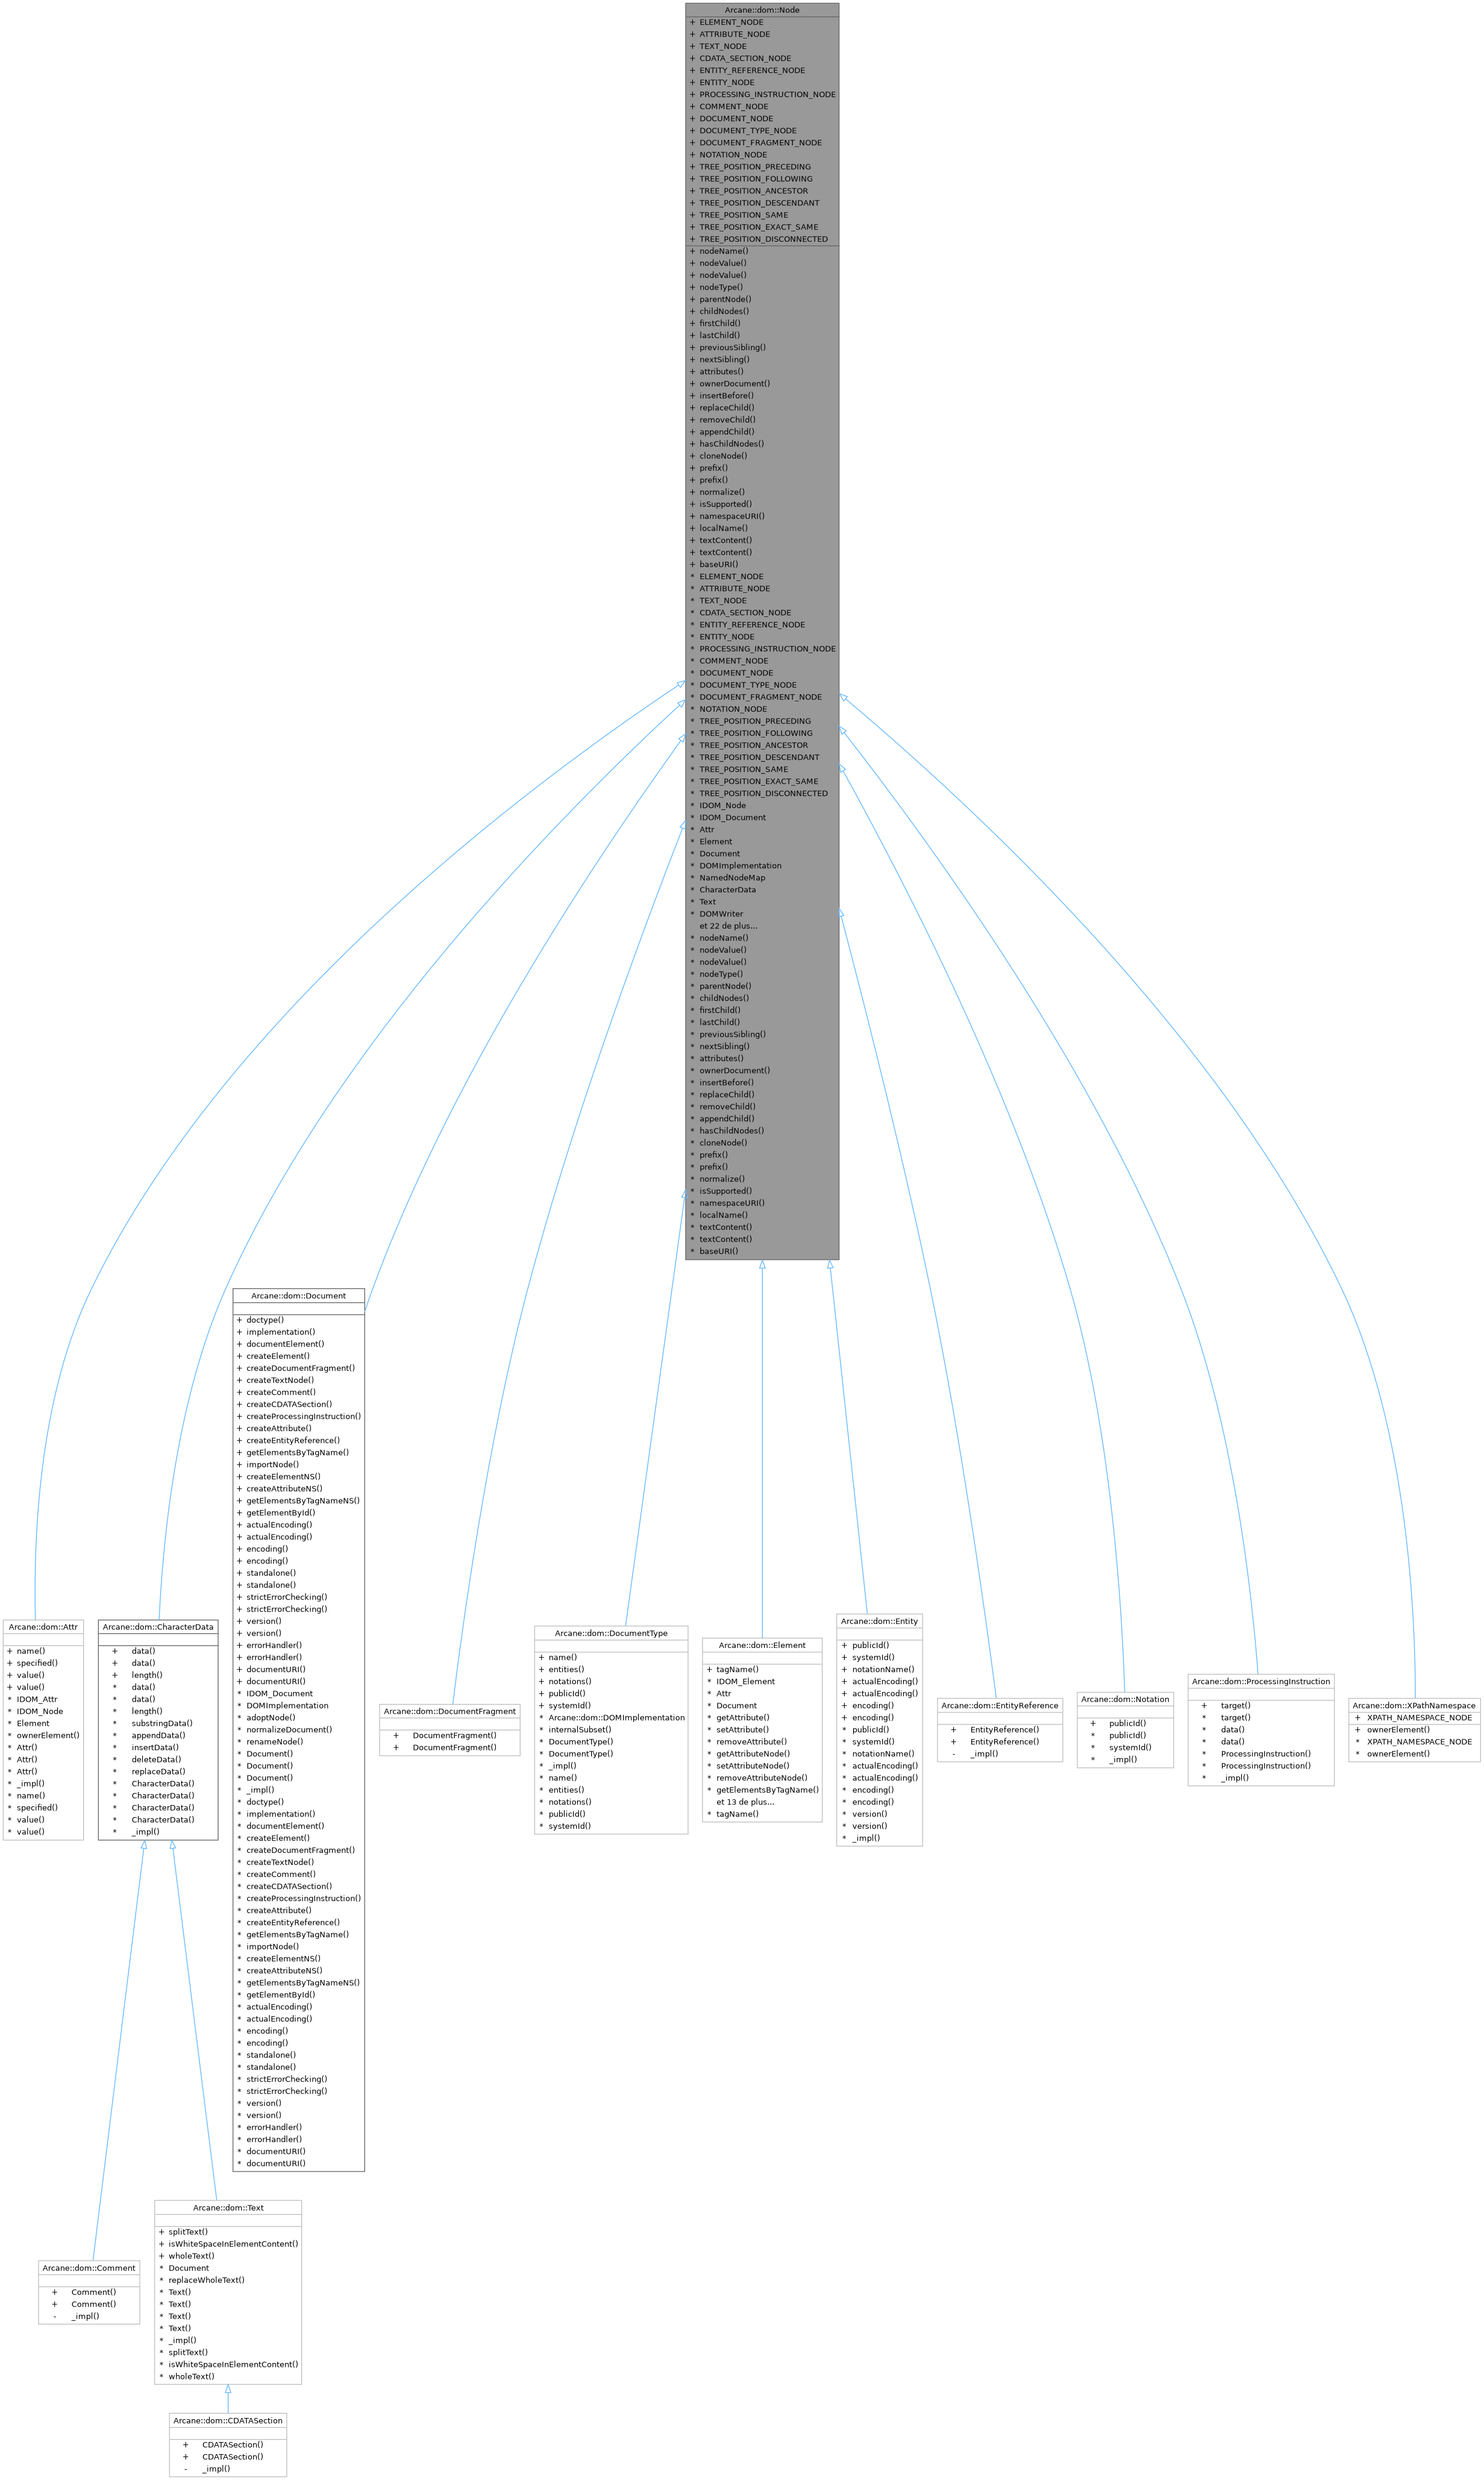 Arcane::dom::Node
+ ELEMENT_NODE
+ ATTRIBUTE_NODE
+ TEXT_NODE
+ CDATA_SECTION_NODE
+ ENTITY_REFERENCE_NODE
+ ENTITY_NODE
+ PROCESSING_INSTRUCTION_NODE
+ COMMENT_NODE
+ DOCUMENT_NODE
+ DOCUMENT_TYPE_NODE
+ DOCUMENT_FRAGMENT_NODE
+ NOTATION_NODE
+ TREE_POSITION_PRECEDING
+ TREE_POSITION_FOLLOWING
+ TREE_POSITION_ANCESTOR
+ TREE_POSITION_DESCENDANT
+ TREE_POSITION_SAME
+ TREE_POSITION_EXACT_SAME
+ TREE_POSITION_DISCONNECTED
+ nodeName()
+ nodeValue()
+ nodeValue()
+ nodeType()
+ parentNode()
+ childNodes()
+ firstChild()
+ lastChild()
+ previousSibling()
+ nextSibling()
+ attributes()
+ ownerDocument()
+ insertBefore()
+ replaceChild()
+ removeChild()
+ appendChild()
+ hasChildNodes()
+ cloneNode()
+ prefix()
+ prefix()
+ normalize()
+ isSupported()
+ namespaceURI()
+ localName()
+ textContent()
+ textContent()
+ baseURI()
* ELEMENT_NODE
* ATTRIBUTE_NODE
* TEXT_NODE
* CDATA_SECTION_NODE
* ENTITY_REFERENCE_NODE
* ENTITY_NODE
* PROCESSING_INSTRUCTION_NODE
* COMMENT_NODE
* DOCUMENT_NODE
* DOCUMENT_TYPE_NODE
* DOCUMENT_FRAGMENT_NODE
* NOTATION_NODE
* TREE_POSITION_PRECEDING
* TREE_POSITION_FOLLOWING
* TREE_POSITION_ANCESTOR
* TREE_POSITION_DESCENDANT
* TREE_POSITION_SAME
* TREE_POSITION_EXACT_SAME
* TREE_POSITION_DISCONNECTED
* IDOM_Node
* IDOM_Document
* Attr
* Element
* Document
* DOMImplementation
* NamedNodeMap
* CharacterData
* Text
* DOMWriter
et 22 de plus...
* nodeName()
* nodeValue()
* nodeValue()
* nodeType()
* parentNode()
* childNodes()
* firstChild()
* lastChild()
* previousSibling()
* nextSibling()
* attributes()
* ownerDocument()
* insertBefore()
* replaceChild()
* removeChild()
* appendChild()
* hasChildNodes()
* cloneNode()
* prefix()
* prefix()
* normalize()
* isSupported()
* namespaceURI()
* localName()
* textContent()
* textContent()
* baseURI()
Arcane::dom::Attr
+ name()
+ specified()
+ value()
+ value()
* IDOM_Attr
* IDOM_Node
* Element
* ownerElement()
* Attr()
* Attr()
* Attr()
* _impl()
* name()
* specified()
* value()
* value()
Arcane::dom::CharacterData
+ data()
+ data()
+ length()
* data()
* data()
* length()
* substringData()
* appendData()
* insertData()
* deleteData()
* replaceData()
* CharacterData()
* CharacterData()
* CharacterData()
* CharacterData()
* _impl()
Arcane::dom::Document
+ doctype()
+ implementation()
+ documentElement()
+ createElement()
+ createDocumentFragment()
+ createTextNode()
+ createComment()
+ createCDATASection()
+ createProcessingInstruction()
+ createAttribute()
+ createEntityReference()
+ getElementsByTagName()
+ importNode()
+ createElementNS()
+ createAttributeNS()
+ getElementsByTagNameNS()
+ getElementById()
+ actualEncoding()
+ actualEncoding()
+ encoding()
+ encoding()
+ standalone()
+ standalone()
+ strictErrorChecking()
+ strictErrorChecking()
+ version()
+ version()
+ errorHandler()
+ errorHandler()
+ documentURI()
+ documentURI()
* IDOM_Document
* DOMImplementation
* adoptNode()
* normalizeDocument()
* renameNode()
* Document()
* Document()
* Document()
* _impl()
* doctype()
* implementation()
* documentElement()
* createElement()
* createDocumentFragment()
* createTextNode()
* createComment()
* createCDATASection()
* createProcessingInstruction()
* createAttribute()
* createEntityReference()
* getElementsByTagName()
* importNode()
* createElementNS()
* createAttributeNS()
* getElementsByTagNameNS()
* getElementById()
* actualEncoding()
* actualEncoding()
* encoding()
* encoding()
* standalone()
* standalone()
* strictErrorChecking()
* strictErrorChecking()
* version()
* version()
* errorHandler()
* errorHandler()
* documentURI()
* documentURI()
Arcane::dom::DocumentFragment
+ DocumentFragment()
+ DocumentFragment()
Arcane::dom::DocumentType
+ name()
+ entities()
+ notations()
+ publicId()
+ systemId()
* Arcane::dom::DOMImplementation
* internalSubset()
* DocumentType()
* DocumentType()
* _impl()
* name()
* entities()
* notations()
* publicId()
* systemId()
Arcane::dom::Element
+ tagName()
* IDOM_Element
* Attr
* Document
* getAttribute()
* setAttribute()
* removeAttribute()
* getAttributeNode()
* setAttributeNode()
* removeAttributeNode()
* getElementsByTagName()
et 13 de plus...
* tagName()
Arcane::dom::Entity
+ publicId()
+ systemId()
+ notationName()
+ actualEncoding()
+ actualEncoding()
+ encoding()
+ encoding()
* publicId()
* systemId()
* notationName()
* actualEncoding()
* actualEncoding()
* encoding()
* encoding()
* version()
* version()
* _impl()
Arcane::dom::EntityReference
+ EntityReference()
+ EntityReference()
- _impl()
Arcane::dom::Notation
+ publicId()
* publicId()
* systemId()
* _impl()
Arcane::dom::ProcessingInstruction
+ target()
* target()
* data()
* data()
* ProcessingInstruction()
* ProcessingInstruction()
* _impl()
Arcane::dom::XPathNamespace
+ XPATH_NAMESPACE_NODE
+ ownerElement()
* XPATH_NAMESPACE_NODE
* ownerElement()
Arcane::dom::Comment
+ Comment()
+ Comment()
- _impl()
Arcane::dom::Text
+ splitText()
+ isWhiteSpaceInElementContent()
+ wholeText()
* Document
* replaceWholeText()
* Text()
* Text()
* Text()
* Text()
* _impl()
* splitText()
* isWhiteSpaceInElementContent()
* wholeText()
Arcane::dom::CDATASection
+ CDATASection()
+ CDATASection()
- _impl()